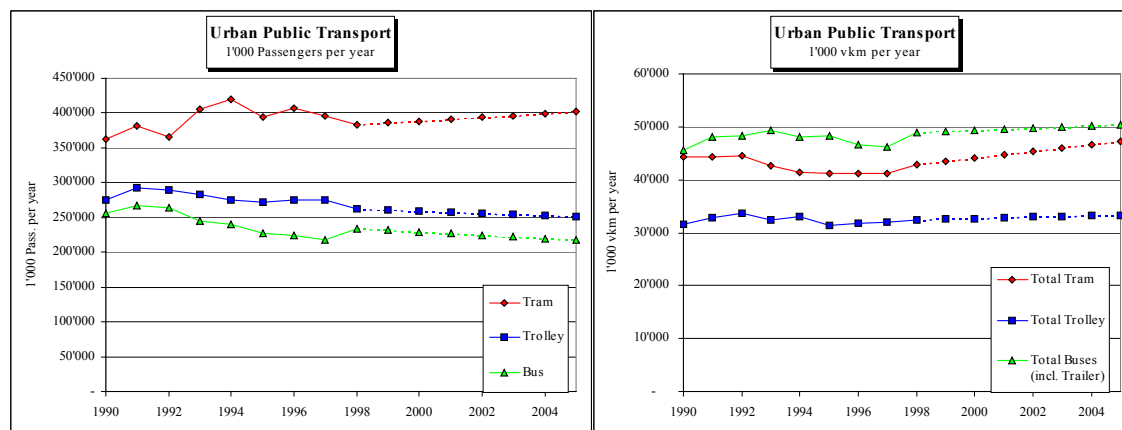 Urban Public Transport
1'000 Passengers per year
450'000
400'000
350'000
300'000
250'000
200'000
150'000
100'000
50'000
-
1'000 Pass. per year
Tram
Trolley
Bus
1990 1992 1994 1996 1998 2000 2002 2004
Urban Public Transport
1'000 vkm per year
60'000
50'000
40'000
30'000
20'000
10'000
-
1'000 vkm per year
Total Tram
Total Trolley
Total Buses
(incl. Trailer)
1990 1992 1994 1996 1998 2000 2002 2004